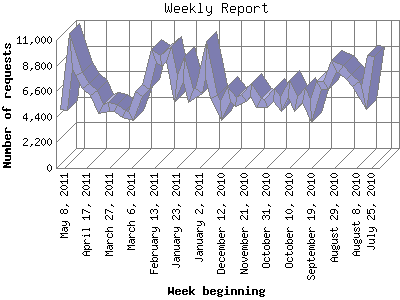 Weekly Report
Number of requests
11,000
8,800
6,600
4,400
2,200
0
May 8, 2011
April 17, 2011
March 27, 2011
March 6, 2011
February 13, 2011
January 23, 2011
January 2, 2011
December 12, 2010
November 21, 2010
October 31, 2010
October 10, 2010
September 19, 2010
August 29, 2010
August 8, 2010
July 25, 2010
Week beginning